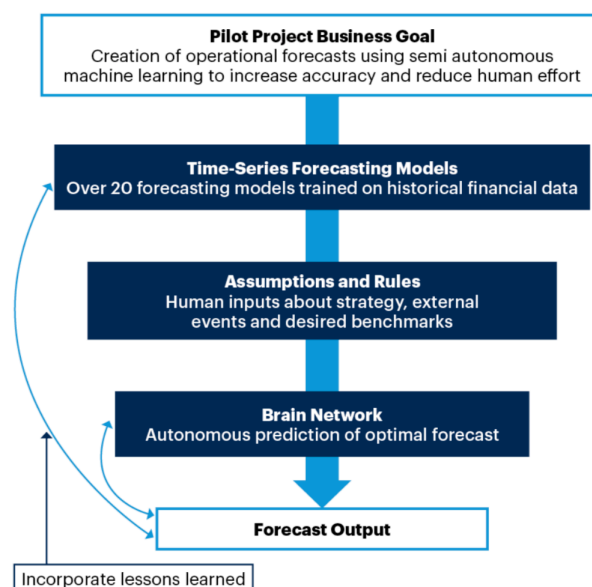 Pilot Project Business Goal
Creation of operational forecasts using semi autonomous
machine learning to increase accuracy and reduce human effort
Time-Series Forecasting Models
Over 20 forecasting models trained on historical financial data
Assumptions and Rules
Human inputs about strategy, external
events and desired benchmarks
Brain Network
Autonomous prediction of optimal forecast
Forecast Output
Incorporate lessons learned